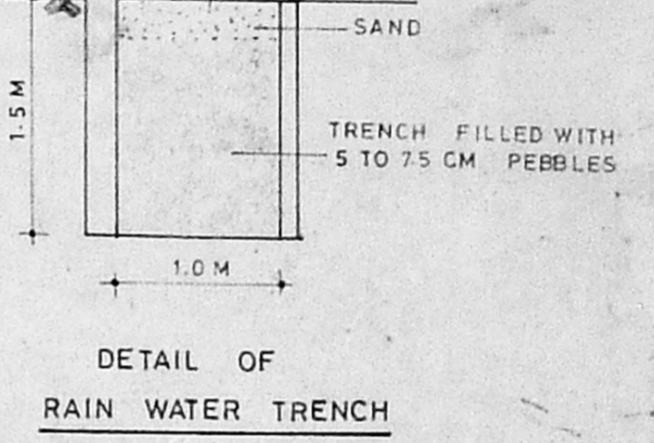 SAND
1.5 M
TRENCH FILLED WITH
5 TO 7.5 CM PEBBLES
1.0 M
DETAIL OF
RAIN WATER TRENCH